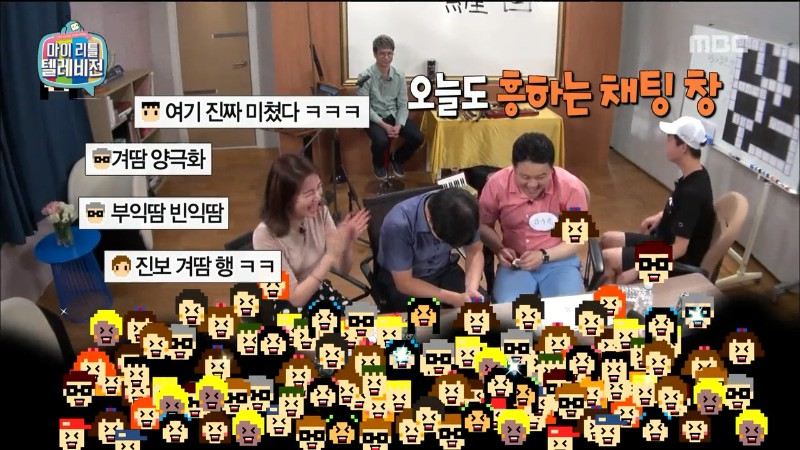 마이 리틀
텔레비전
MBC
오늘도 흥하는 채팅 창
여기 진짜 미쳤다 ㅋㅋㅋ
겨땀 양극화
부익땀 빈익땀
진보 겨땀 행 ㅋㅋ